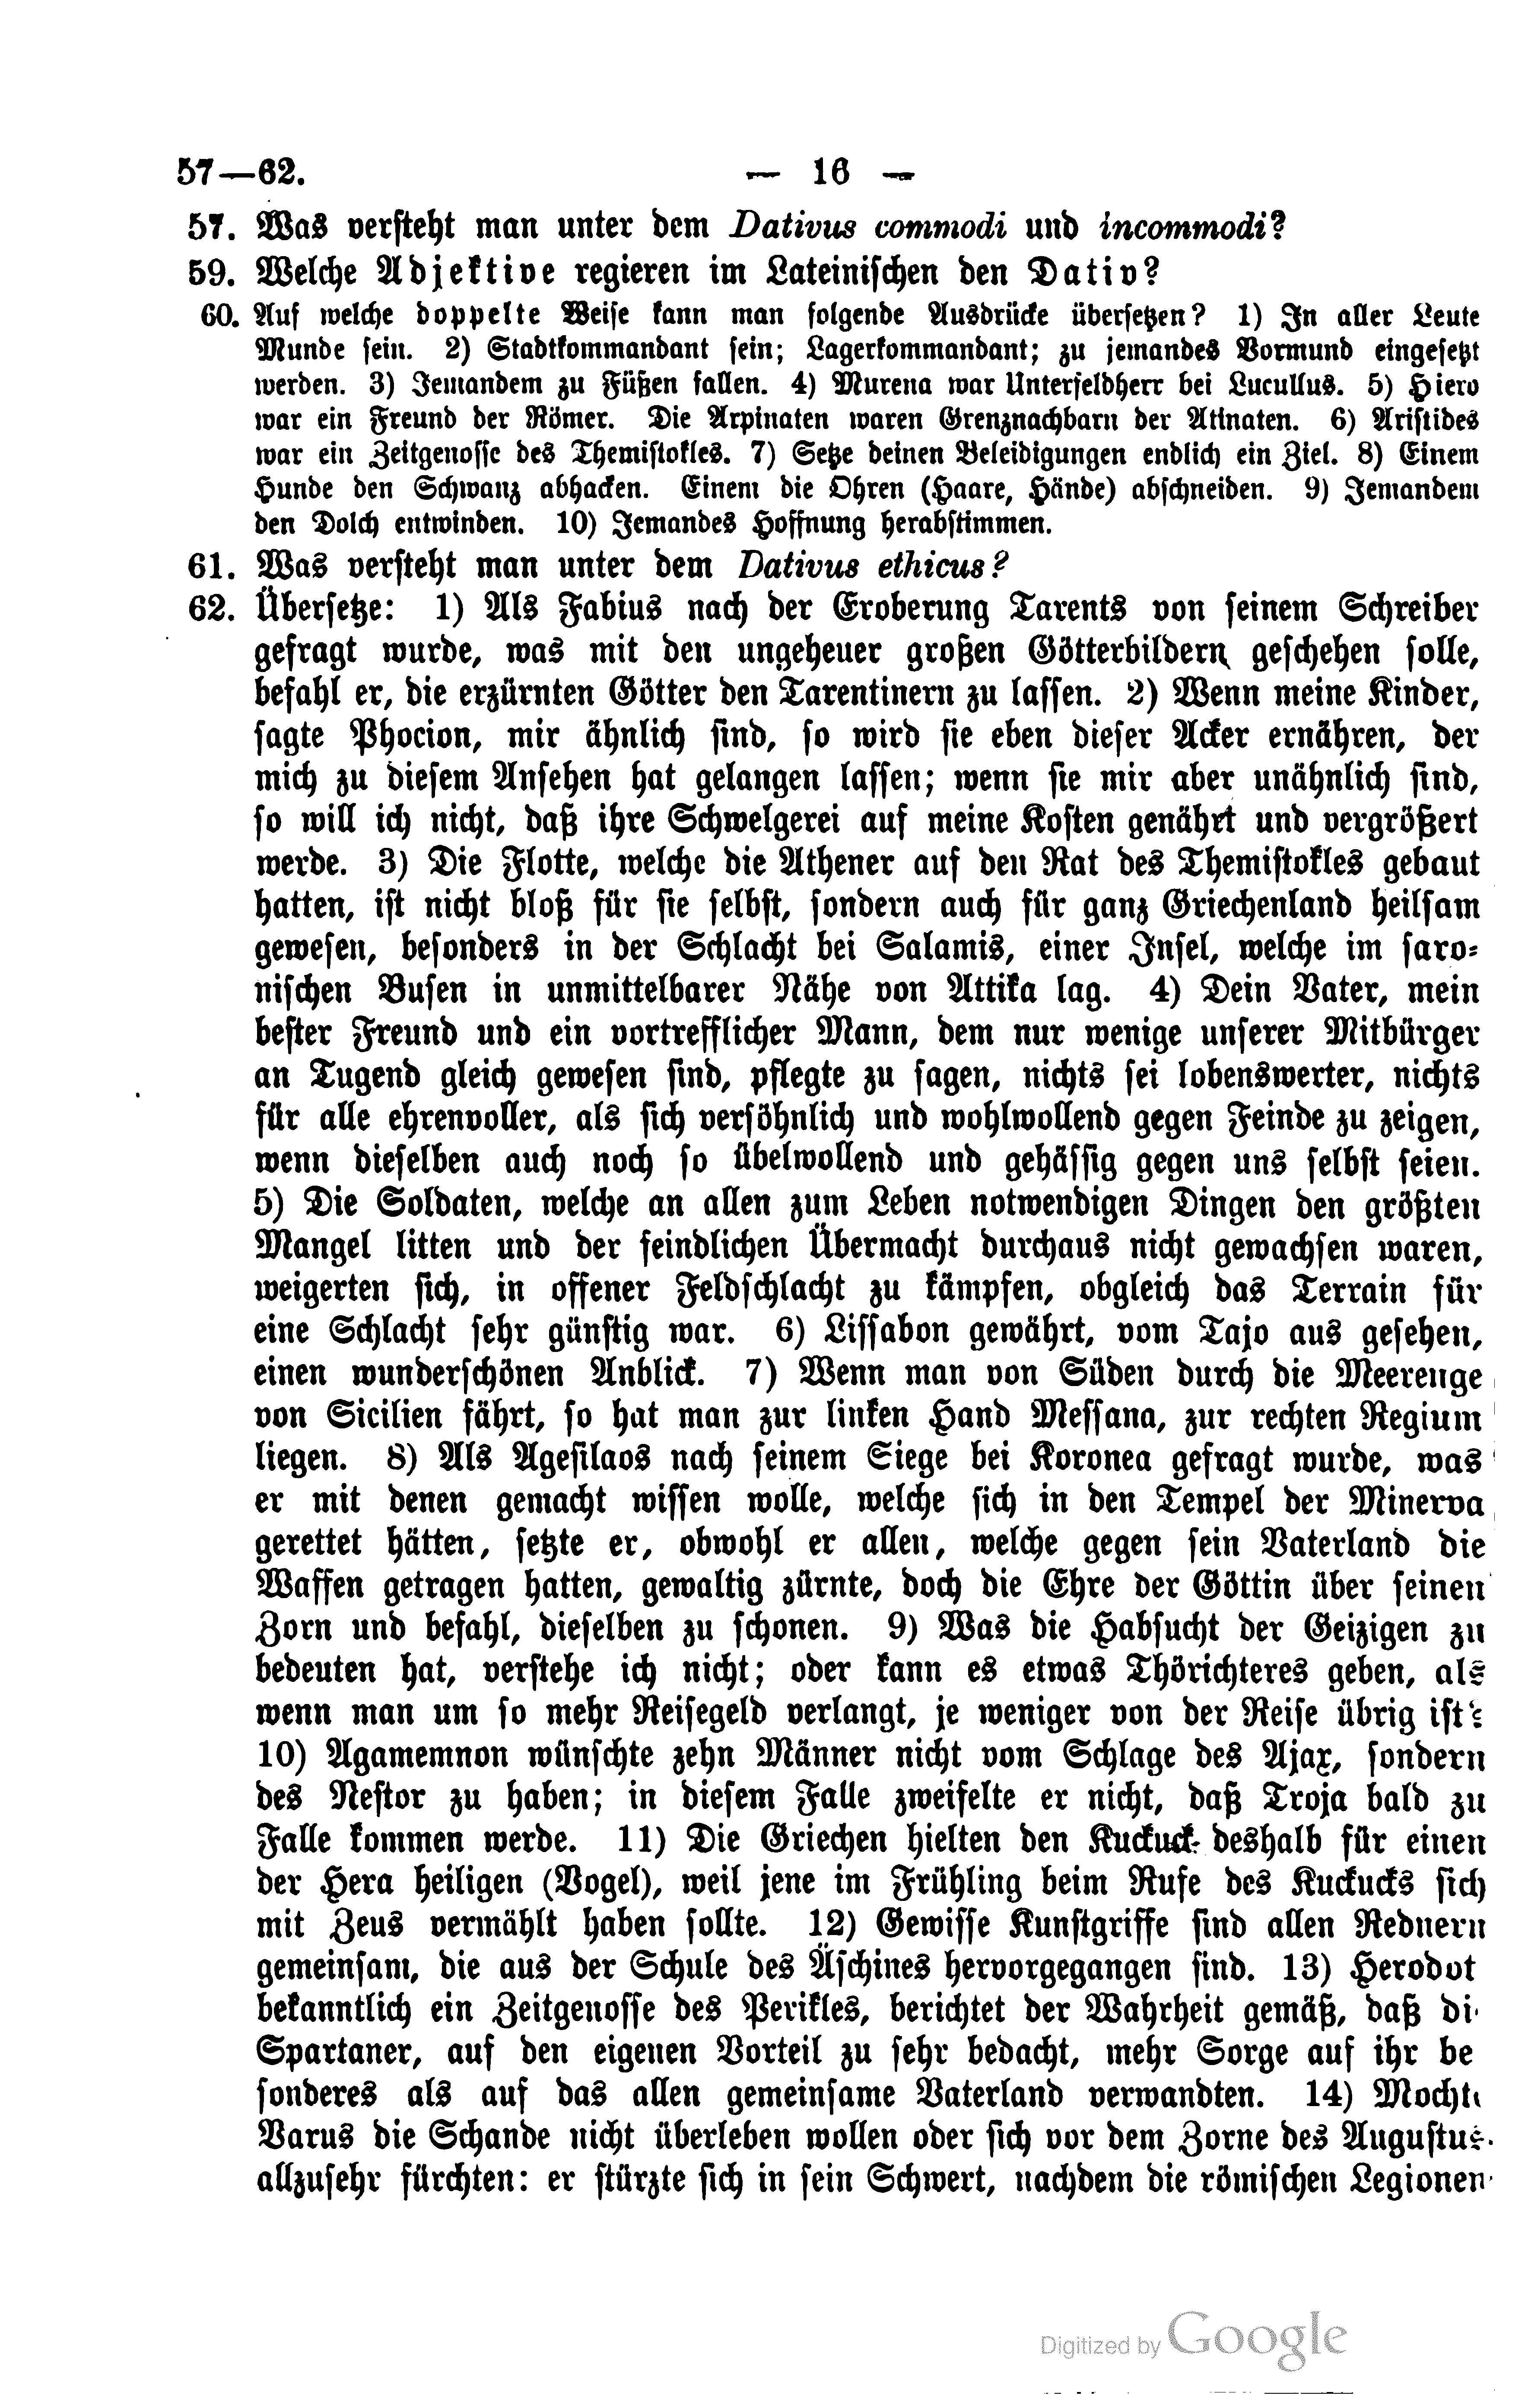 57—62. — 16 —
57. Was versteht man unter dem Dativus commodi und incommodi?
59. Welche Adjektive regieren im Lateinischen den Dativ?
60. Auf welche doppelte Weise kann man folgende Ausdrücke übersetzen? 1) In aller Leute
Munde sein. 2) Stadtkommandant sein; Lagerkommandant; zu jemandes Vormund eingesetzt
werden. 3) Jemandem zu Füßen fallen. 4) Murena war Unterfeldherr bei Lucullus. 5) Hiero
war ein Freund der Römer. Die Arpinaten waren Grenznachbarn der Atinaten. 6) Aristides
war ein Zeitgenosse des Themistokles. 7) Setze deinen Beleidigungen endlich ein Ziel. 8) Einem
Hunde den Schwanz abhacken. Einem die Ohren (Haare, Hände) abschneiden. 9) Jemandem
den Dolch entwinden. 10) Jemandes Hoffnung herabstimmen.
61. Was versteht man unter dem Dativus ethicus?
62. Übersetze: 1) Als Fabius nach der Eroberung Tarents von seinem Schreiber
gefragt wurde, was mit den ungeheuer großen Götterbildern geschehen solle,
befahl er, die erzürnten Götter den Tarentinern zu lassen. 2) Wenn meine Kinder,
sagte Phocion, mir ähnlich sind, so wird sie eben dieser Acker ernähren, der
mich zu diesem Ansehen hat gelangen lassen; wenn sie mir aber unähnlich sind,
so will ich nicht, daß ihre Schwelgerei auf meine Kosten genährt und vergrößert
werde. 3) Die Flotte, welche die Athener auf den Rat des Themistokles gebaut
hatten, ist nicht bloß für sie selbst, sondern auch für ganz Griechenland heilsam
gewesen, besonders in der Schlacht bei Salamis, einer Insel, welche im saro-
nischen Busen in unmittelbarer Nähe von Attika lag. 4) Dein Vater, mein
bester Freund und ein vortrefflicher Mann, dem nur wenige unserer Mitbürger
an Tugend gleich gewesen sind, pflegte zu sagen, nichts sei lobenswerter, nichts
für alle ehrenvoller, als sich versöhnlich und wohlwollend gegen Feinde zu zeigen,
wenn dieselben auch noch so übelwollend und gehässig gegen uns selbst seien.
5) Die Soldaten, welche an allen zum Leben notwendigen Dingen den größten
Mangel litten und der feindlichen Übermacht durchaus nicht gewachsen waren,
weigerten sich, in offener Feldschlacht zu kämpfen, obgleich das Terrain für
eine Schlacht sehr günstig war. 6) Lissabon gewährt, vom Tajo aus gesehen,
einen wunderschönen Anblick. 7) Wenn man von Süden durch die Meerenge
von Sicilien fährt, so hat man zur linken Hand Messana, zur rechten Regium
liegen. 8) Als Agesilaos nach seinem Siege bei Koronea gefragt wurde, was
er mit denen gemacht wissen wolle, welche sich in den Tempel der Minerva
gerettet hätten, setzte er, obwohl er allen, welche gegen sein Vaterland die
Waffen getragen hatten, gewaltig zürnte, doch die Ehre der Göttin über seinen
Zorn und befahl, dieselben zu schonen. 9) Was die Habsucht der Geizigen zu
bedeuten hat, verstehe ich nicht; oder kann es etwas Thörichteres geben, als
wenn man um so mehr Reisegeld verlangt, je weniger von der Reise übrig ist?
10) Agamemnon wünschte zehn Männer nicht vom Schlage des Ajax, sondern
des Nestor zu haben; in diesem Falle zweifelte er nicht, daß Troja bald zu
Falle kommen werde. 11) Die Griechen hielten den Kuckuck deshalb für einen
der Hera heiligen (Vogel), weil jene im Frühling beim Rufe des Kuckucks sich
mit Zeus vermählt haben sollte. 12) Gewisse Kunstgriffe sind allen Rednern
gemeinsam, die aus der Schule des Äschines hervorgegangen sind. 13) Herodot
bekanntlich ein Zeitgenosse des Perikles, berichtet der Wahrheit gemäß, daß di
Spartaner, auf den eigenen Vorteil zu sehr bedacht, mehr Sorge auf ihr be
sonderes als auf das allen gemeinsame Vaterland verwandten. 14) Mocht
Varus die Schande nicht überleben wollen oder sich vor dem Zorne des Augustus
allzusehr fürchten: er stürzte sich in sein Schwert, nachdem die römischen Legionen
Digitized by Google